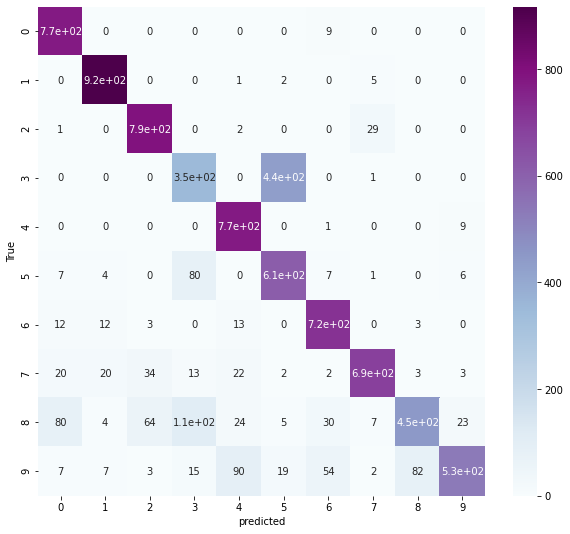 0 7.7e+02 0 0 0 0 0 9 0 0 0
1 0 9.2e+02 0 0 1 2 0 5 0 0
2 1 0 7.9e+02 0 2 0 0 29 0 0
3 0 0 0 3.5e+02 0 4.4e+02 0 1 0 0
4 0 0 0 0 7.7e+02 0 1 0 0 9
5 7 4 0 80 0 6.1e+02 7 1 0 6
6 12 12 3 0 13 0 7.2e+02 0 3 0
7 20 20 34 13 22 2 2 6.9e+02 3 3
8 80 4 64 1.1e+02 24 5 30 7 4.5e+02 23
9 7 7 3 15 90 19 54 2 82 5.3e+02
0 1 2 3 4 5 6 7 8 9
predicted
True
800
600
400
200
0